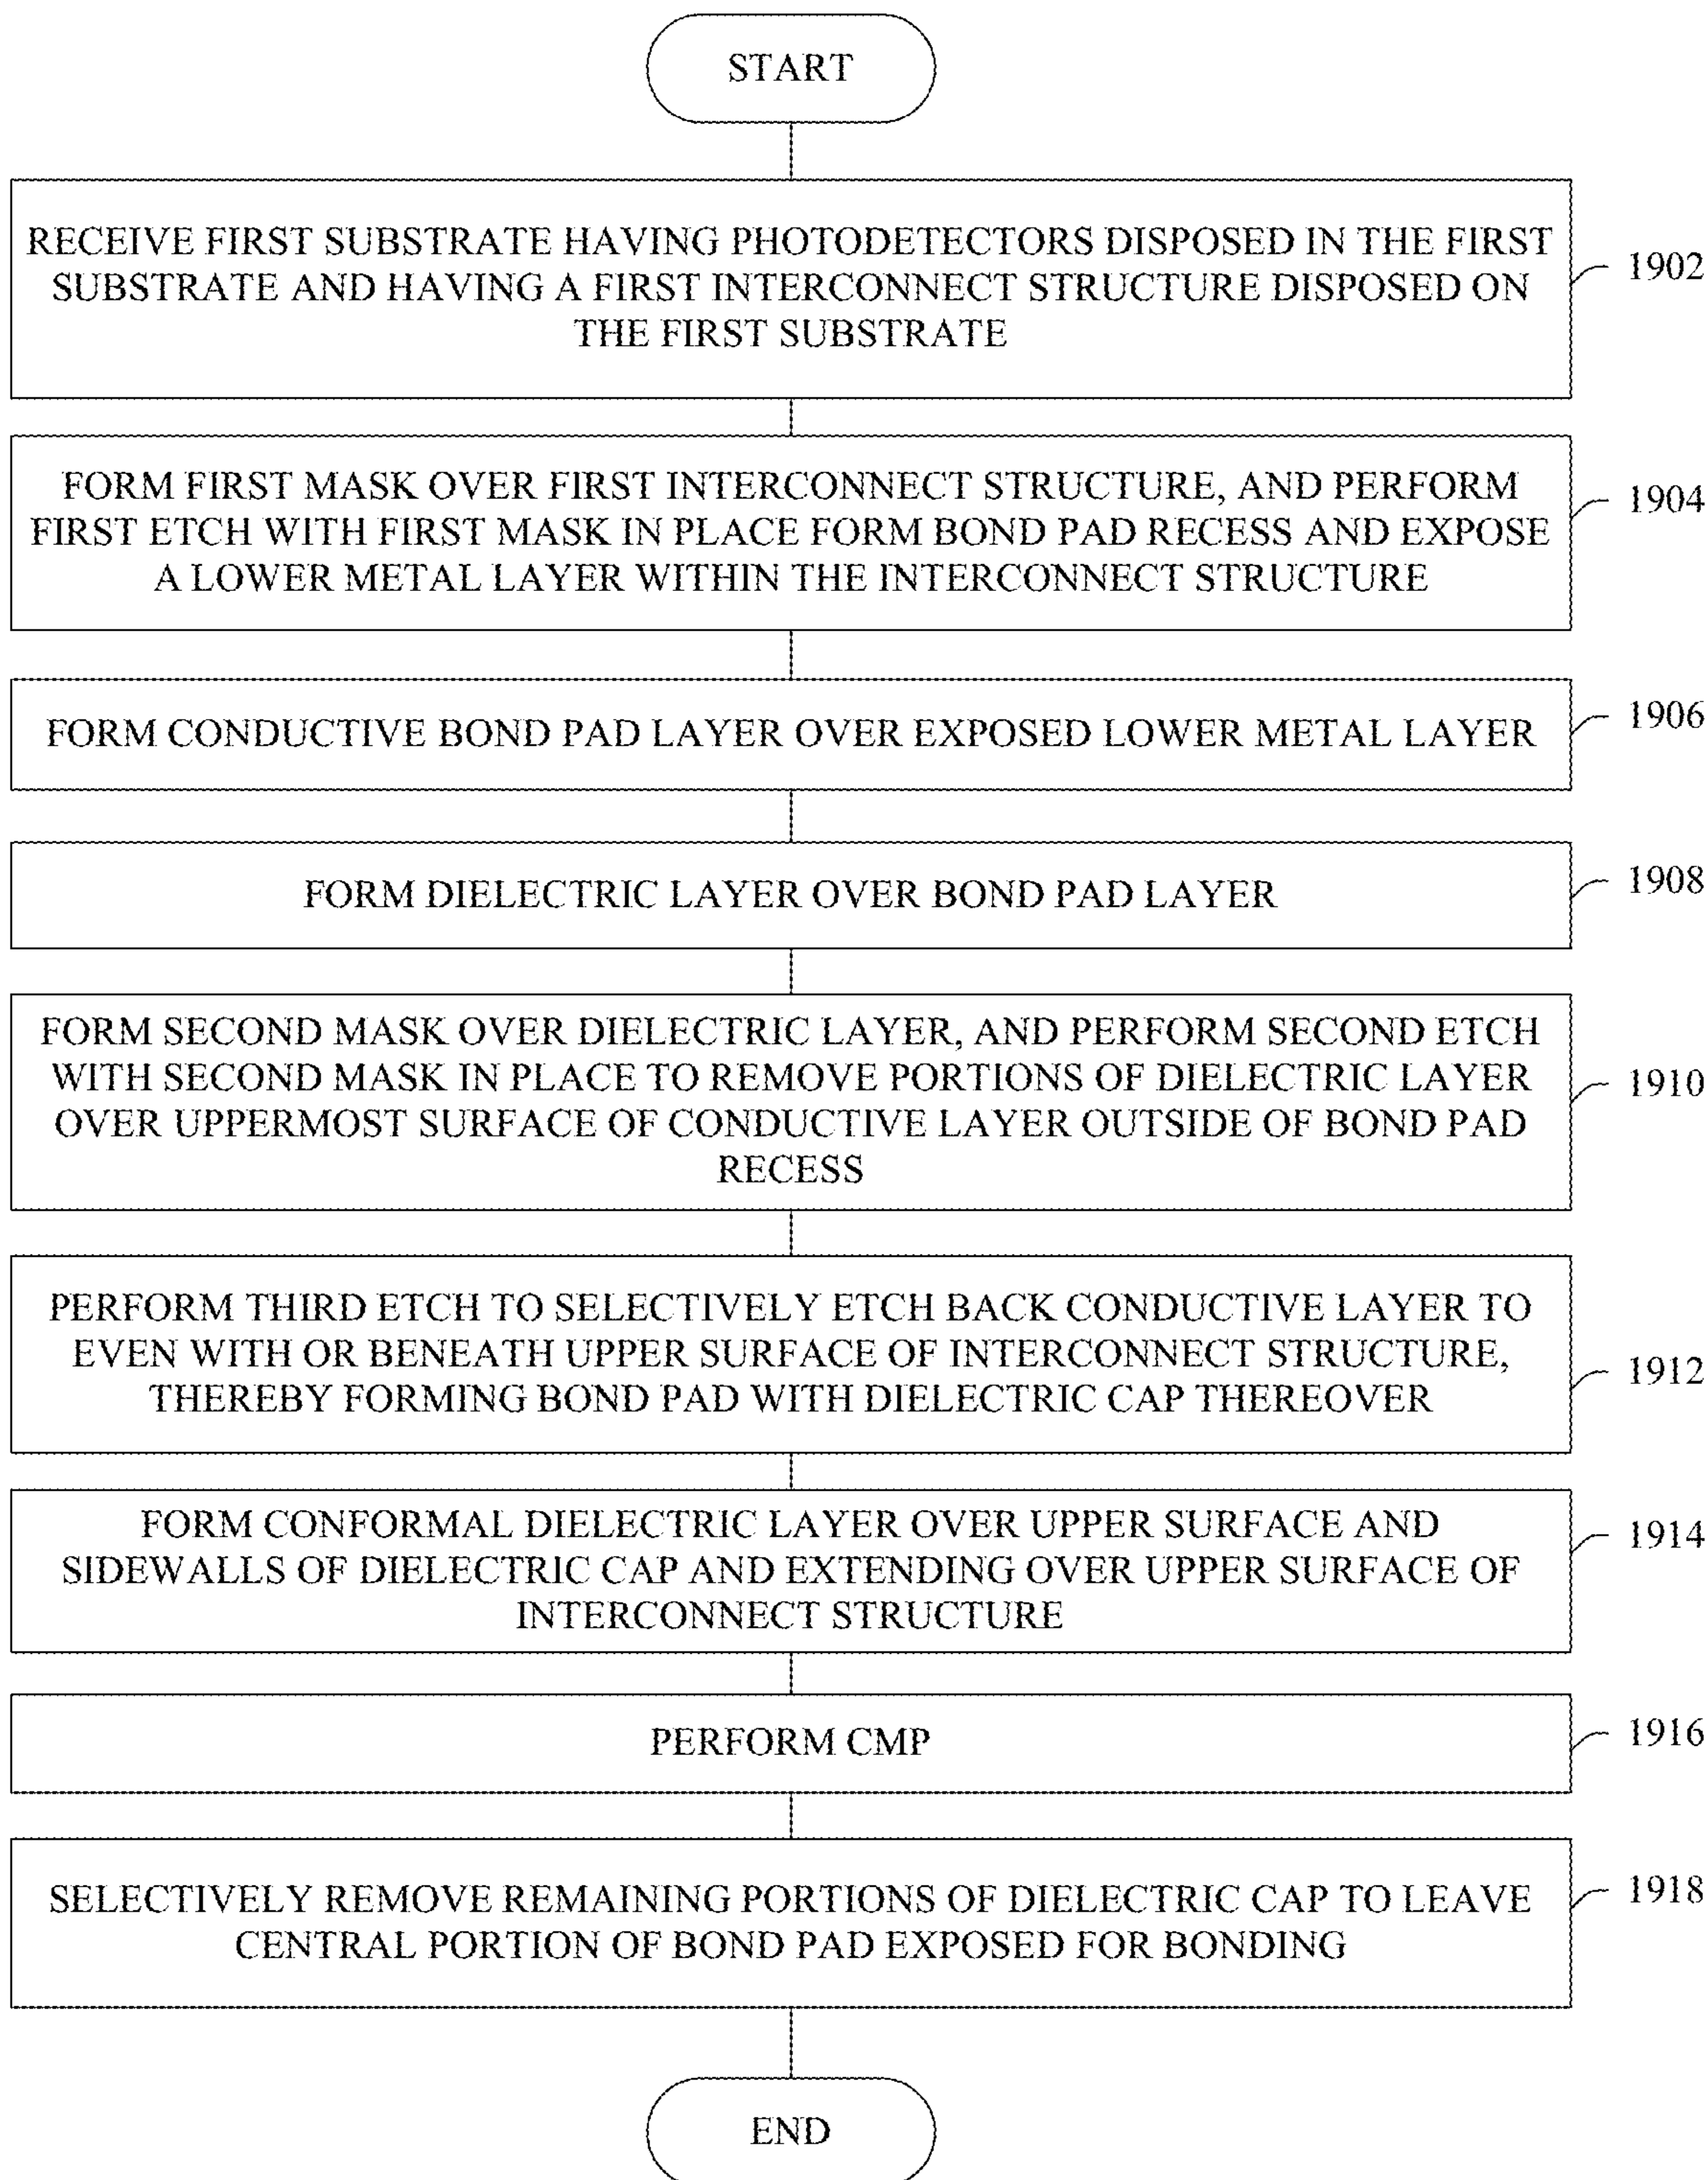 START
RECEIVE FIRST SUBSTRATE HAVING PHOTODETECTORS DISPOSED IN THE FIRST
SUBSTRATE AND HAVING A FIRST INTERCONNECT STRUCTURE DISPOSED ON
THE FIRST SUBSTRATE
1902
FORM FIRST MASK OVER FIRST INTERCONNECT STRUCTURE, AND PERFORM
FIRST ETCH WITH FIRST MASK IN PLACE FORM BOND PAD RECESS AND EXPOSE
A LOWER METAL LAYER WITHIN THE INTERCONNECT STRUCTURE
1904
FORM CONDUCTIVE BOND PAD LAYER OVER EXPOSED LOWER METAL LAYER
1906
FORM DIELECTRIC LAYER OVER BOND PAD LAYER
1908
FORM SECOND MASK OVER DIELECTRIC LAYER, AND PERFORM SECOND ETCH
WITH SECOND MASK IN PLACE TO REMOVE PORTIONS OF DIELECTRIC LAYER
OVER UPPERMOST SURFACE OF CONDUCTIVE LAYER OUTSIDE OF BOND PAD
RECESS
1910
PERFORM THIRD ETCH TO SELECTIVELY ETCH BACK CONDUCTIVE LAYER TO
EVEN WITH OR BENEATH UPPER SURFACE OF INTERCONNECT STRUCTURE,
THEREBY FORMING BOND PAD WITH DIELECTRIC CAP THEREOVER
1912
FORM CONFORMAL DIELECTRIC LAYER OVER UPPER SURFACE AND
SIDEWALLS OF DIELECTRIC CAP AND EXTENDING OVER UPPER SURFACE OF
INTERCONNECT STRUCTURE
1914
PERFORM CMP
1916
SELECTIVELY REMOVE REMAINING PORTIONS OF DIELECTRIC CAP TO LEAVE
CENTRAL PORTION OF BOND PAD EXPOSED FOR BONDING
1918
END